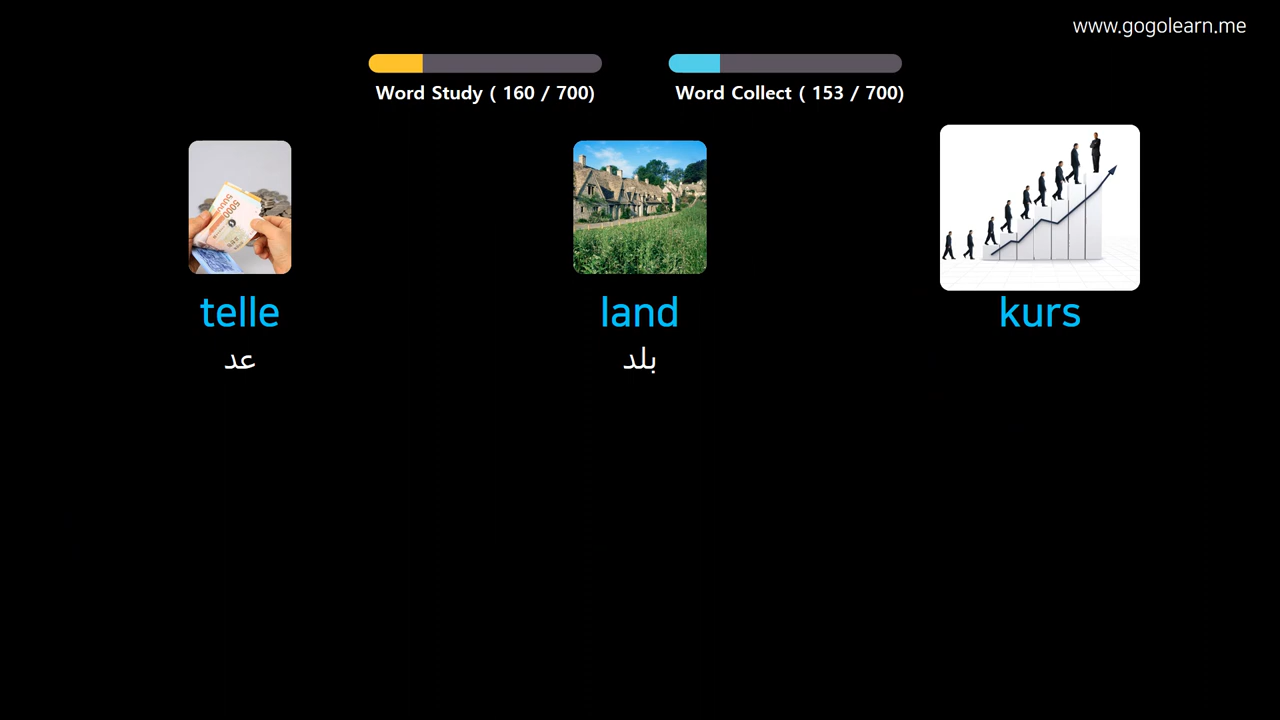 www.gogolearn.me
Word Study ( 160 / 700)
Word Collect ( 153 / 700)
telle
land
kurs
عد
بلد